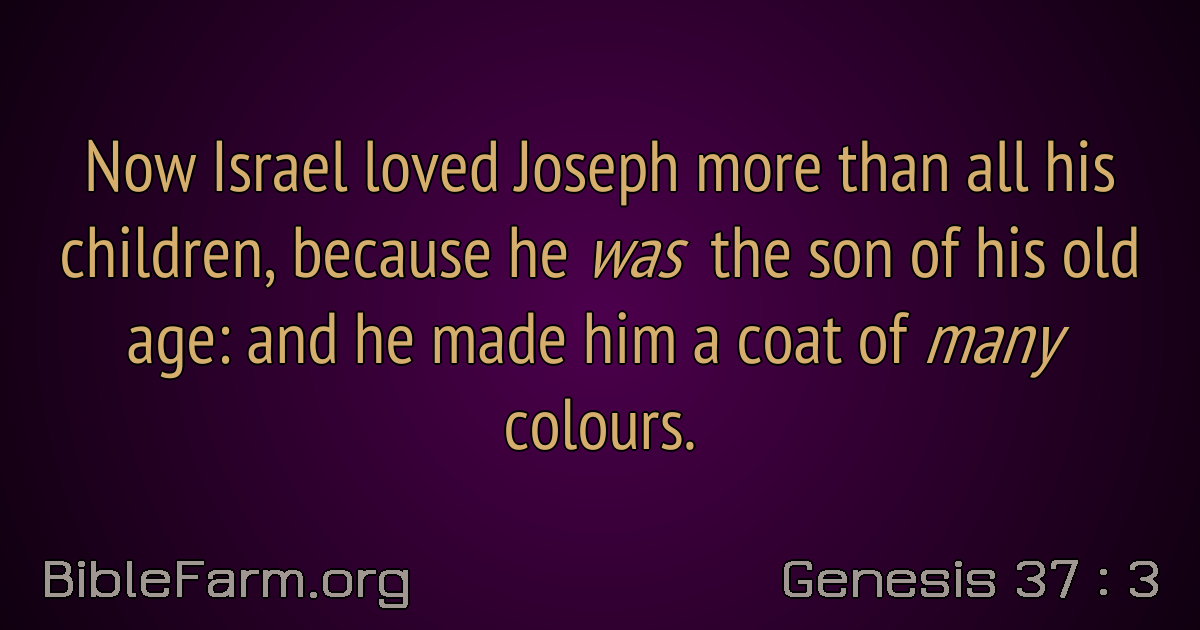 Now Israel loved Joseph more than all his
children, because he was the son of his old
age: and he made him a coat of many
colours.
BibleFarm.org
Genesis 37 : 3